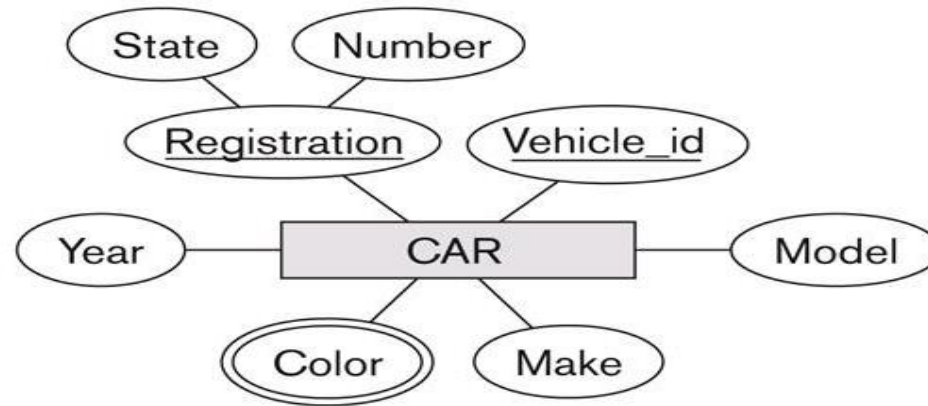 State
Number
Registration
Vehicle_id
Year
CAR
Model
Color
Make